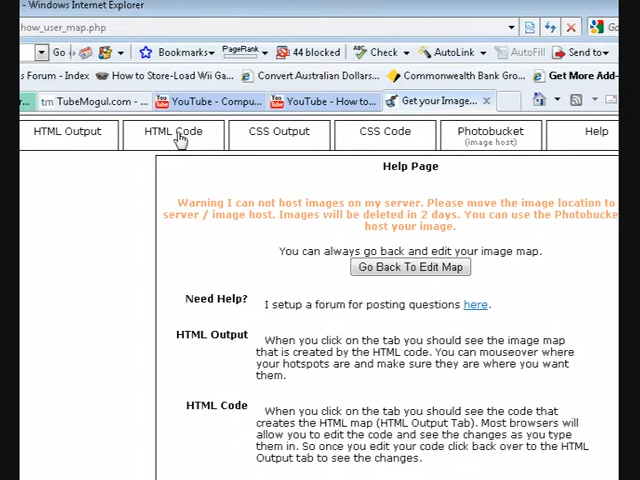 - Windows Internet Explorer
how_user_map.php
Go Bookmarks PageRank 44 blocked Check AutoLink AutoFill Send to
s Forum - Index How to Store-Load Wii Ga... Convert Australian Dollars... Commonwealth Bank Gro... Get More Add-
tm TubeMogul.com - ... YouTube - Compu... YouTube - How to... Get your Image... x
HTML Output HTML Code CSS Output CSS Code Photobucket Help
(image host)
Help Page
Warning I can not host images on my server. Please move the image location to
server / image host. Images will be deleted in 2 days. You can use the Photobucke
host your image.
You can always go back and edit your image map.
Go Back To Edit Map
Need Help? I setup a forum for posting questions here.
HTML Output When you click on the tab you should see the image map
that is created by the HTML code. You can mouseover where
your hotspots are and make sure they are where you want
them.
HTML Code When you click on the tab you should see the code that
creates the HTML map (HTML Output Tab). Most browsers will
allow you to edit the code and see the changes as you type
them in. So once you edit your code click back over to the HTML
Output tab to see the changes.